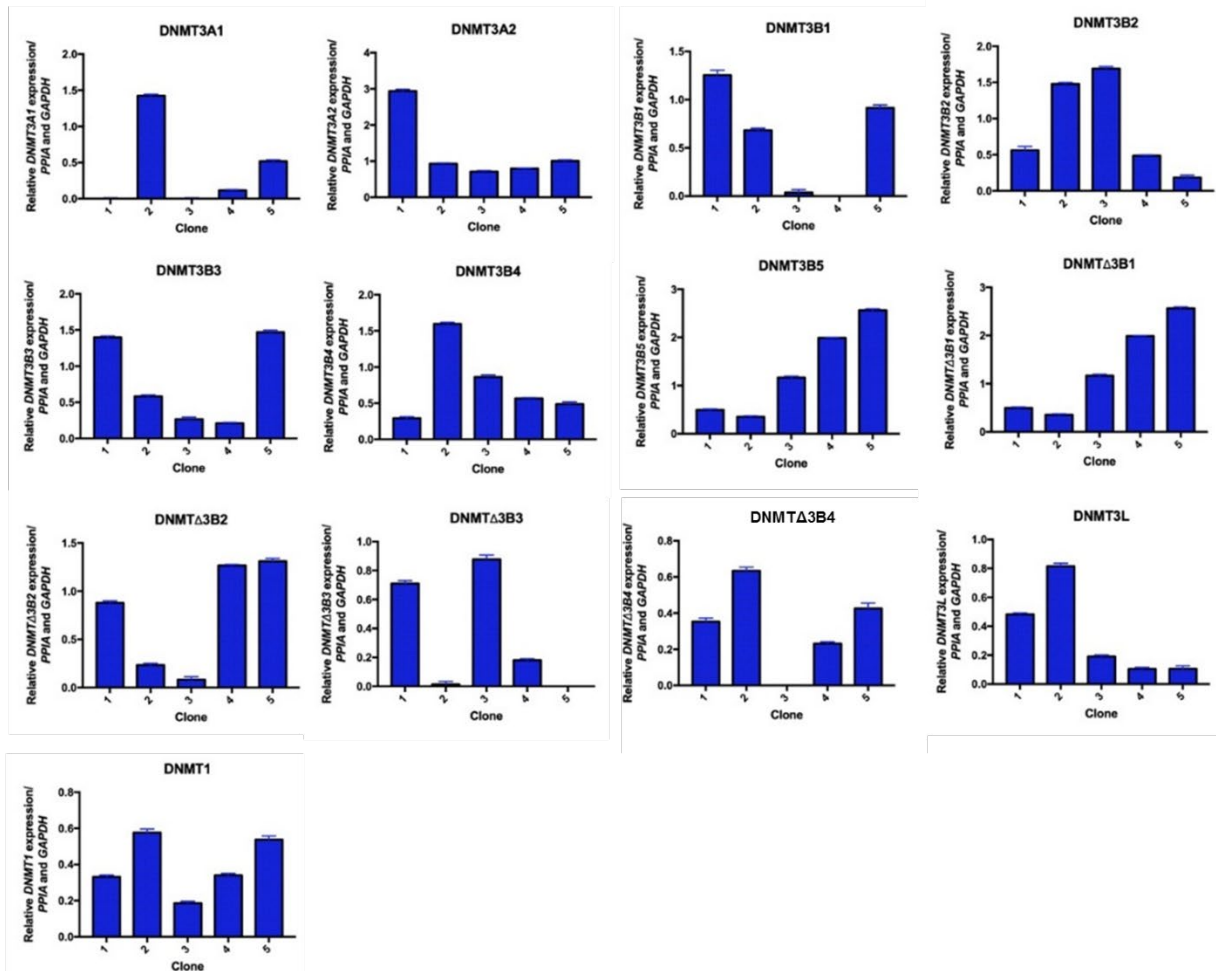 DNMT3A1
Relative DNMT3A1 expression/
PPIA and GAPDH
2.0
1.5
1.0
0.5
0.0
1 2 3 4 5
Clone
DNMT3A2
Relative DNMT3A2 expression/
PPIA and GAPDH
4
3
2
1
0
1 2 3 4 5
Clone
DNMT3B1
Relative DNMT3B1 expression/
PPIA and GAPDH
1.5
1.0
0.5
0.0
1 2 3 4 5
Clone
DNMT3B2
Relative DNMT3B2 expression/
PPIA and GAPDH
2.0
1.5
1.0
0.5
0.0
1 2 3 4 5
Clone
DNMT3B3
Relative DNMT3B3 expression/
PPIA and GAPDH
2.0
1.5
1.0
0.5
0.0
1 2 3 4 5
Clone
DNMT3B4
Relative DNMT3B4 expression/
PPIA and GAPDH
2.0
1.5
1.0
0.5
0.0
1 2 3 4 5
Clone
DNMT3B5
Relative DNMT3B5 expression/
PPIA and GAPDH
3
2
1
0
1 2 3 4 5
Clone
DNMTΔ3B1
Relative DNMTΔ3B1 expression/
PPIA and GAPDH
3
2
1
0
1 2 3 4 5
Clone
DNMTΔ3B2
Relative DNMTΔ3B2 expression/
PPIA and GAPDH
1.5
1.0
0.5
0.0
1 2 3 4 5
Clone
DNMTΔ3B3
Relative DNMTΔ3B3 expression/
PPIA and GAPDH
1.0
0.8
0.6
0.4
0.2
0.0
1 2 3 4 5
Clone
DNMTΔ3B4
Relative DNMTΔ3B4 expression/
PPIA and GAPDH
0.8
0.6
0.4
0.2
0.0
1 2 3 4 5
Clone
DNMT3L
Relative DNMT3L expression/
PPIA and GAPDH
1.0
0.8
0.6
0.4
0.2
0.0
1 2 3 4 5
Clone
DNMT1
Relative DNMT1 expression/
PPIA and GAPDH
0.8
0.6
0.4
0.2
0.0
1 2 3 4 5
Clone